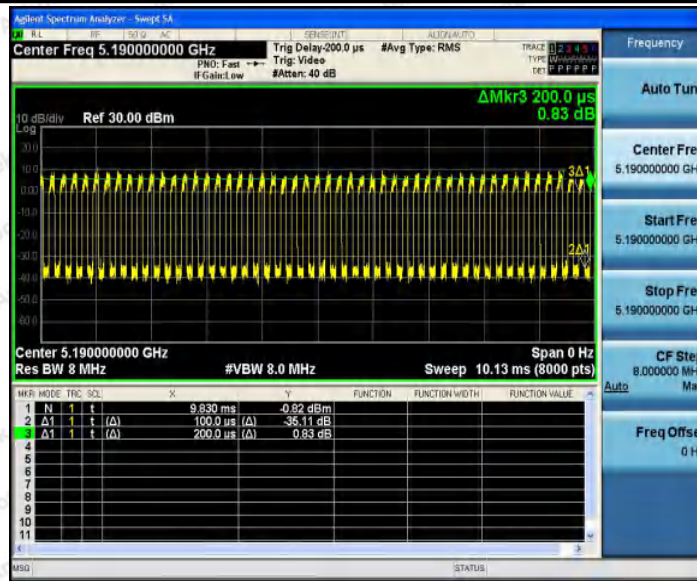 Agilent Spectrum Analyzer - Swept SA
RL RF 50 Ω AC SENSE:INT ALIGN AUTO
Center Freq 5.190000000 GHz
PNO: Fast
IFGain:Low
Trig Delay-200.0 µs
Trig: Video
#Atten: 40 dB
#Avg Type: RMS
TRACE 1 2 3 4 5 6
TYPE
DET P P P P P P
ΔMkr3 200.0 µs
0.83 dB
10 dB/div Ref 30.00 dBm
Log
20.0
10.0
0.00
-10.0
-20.0
-30.0
-40.0
-50.0
-60.0
3Δ1
2Δ1
Center 5.190000000 GHz Span 0 Hz
Res BW 8 MHz #VBW 8.0 MHz Sweep 10.13 ms (8000 pts)
MKR MODE TRC SCL X Y FUNCTION FUNCTION WIDTH FUNCTION VALUE
1 N 1 t 9.830 ms -0.82 dBm
2 Δ1 1 t (Δ) 100.0 us (Δ) -35.11 dB
3 Δ1 1 t (Δ) 200.0 us (Δ) 0.83 dB
4
5
6
7
8
9
10
11
MSG STATUS
Frequency
Auto Tun
Center Fre
5.190000000 GH
Start Fre
5.190000000 GH
Stop Fre
5.190000000 GH
CF Ste
8.000000 MH
Auto Ma
Freq Offse
0 H